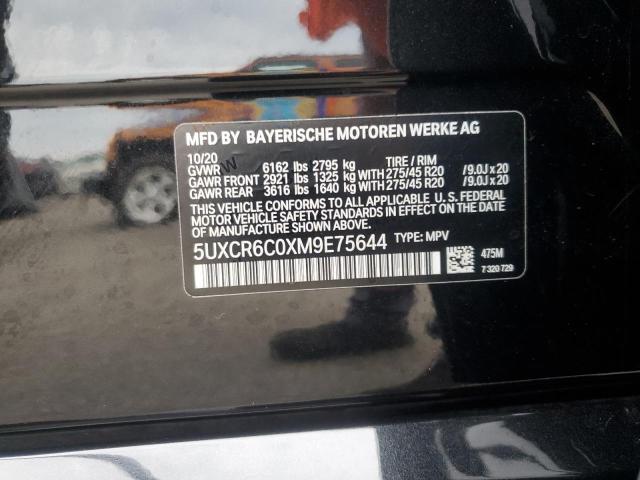 MFD BY BAYERISCHE MOTOREN WERKE AG
10/20
GVWR W 6162 lbs 2795 kg TIRE / RIM
GAWR FRONT 2921 lbs 1325 kg WITH 275/45 R20 /9.0J x 20
GAWR REAR 3616 lbs 1640 kg WITH 275/45 R20 /9.0J x 20
THIS VEHICLE CONFORMS TO ALL APPLICABLE U. S. FEDERAL
MOTOR VEHICLE SAFETY STANDARDS IN EFFECT
ON THE DATE OF MANUFACTURE SHOWN ABOVE.
5UXCR6C0XM9E75644 TYPE: MPV
475M
7 320 729